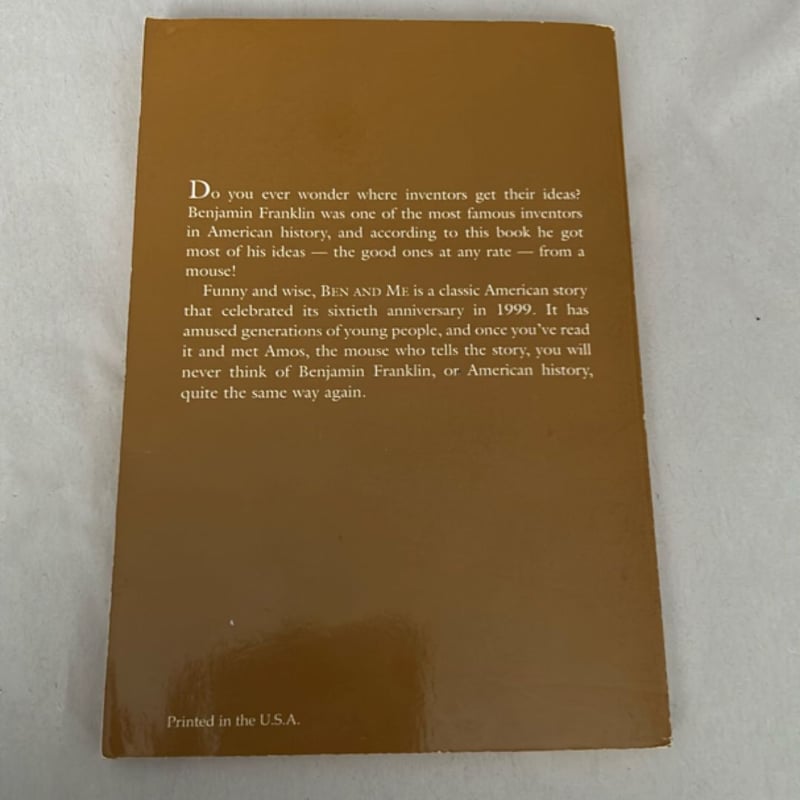 Do you ever wonder where inventors get their ideas?
Benjamin Franklin was one of the most famous inventors
in American history, and according to this book he got
most of his ideas — the good ones at any rate — from a
mouse!
Funny and wise, BEN AND ME is a classic American story
that celebrated its sixtieth anniversary in 1999. It has
amused generations of young people, and once you've read
it and met Amos, the mouse who tells the story, you will
never think of Benjamin Franklin, or American history,
quite the same way again.
Printed in the U.S.A.